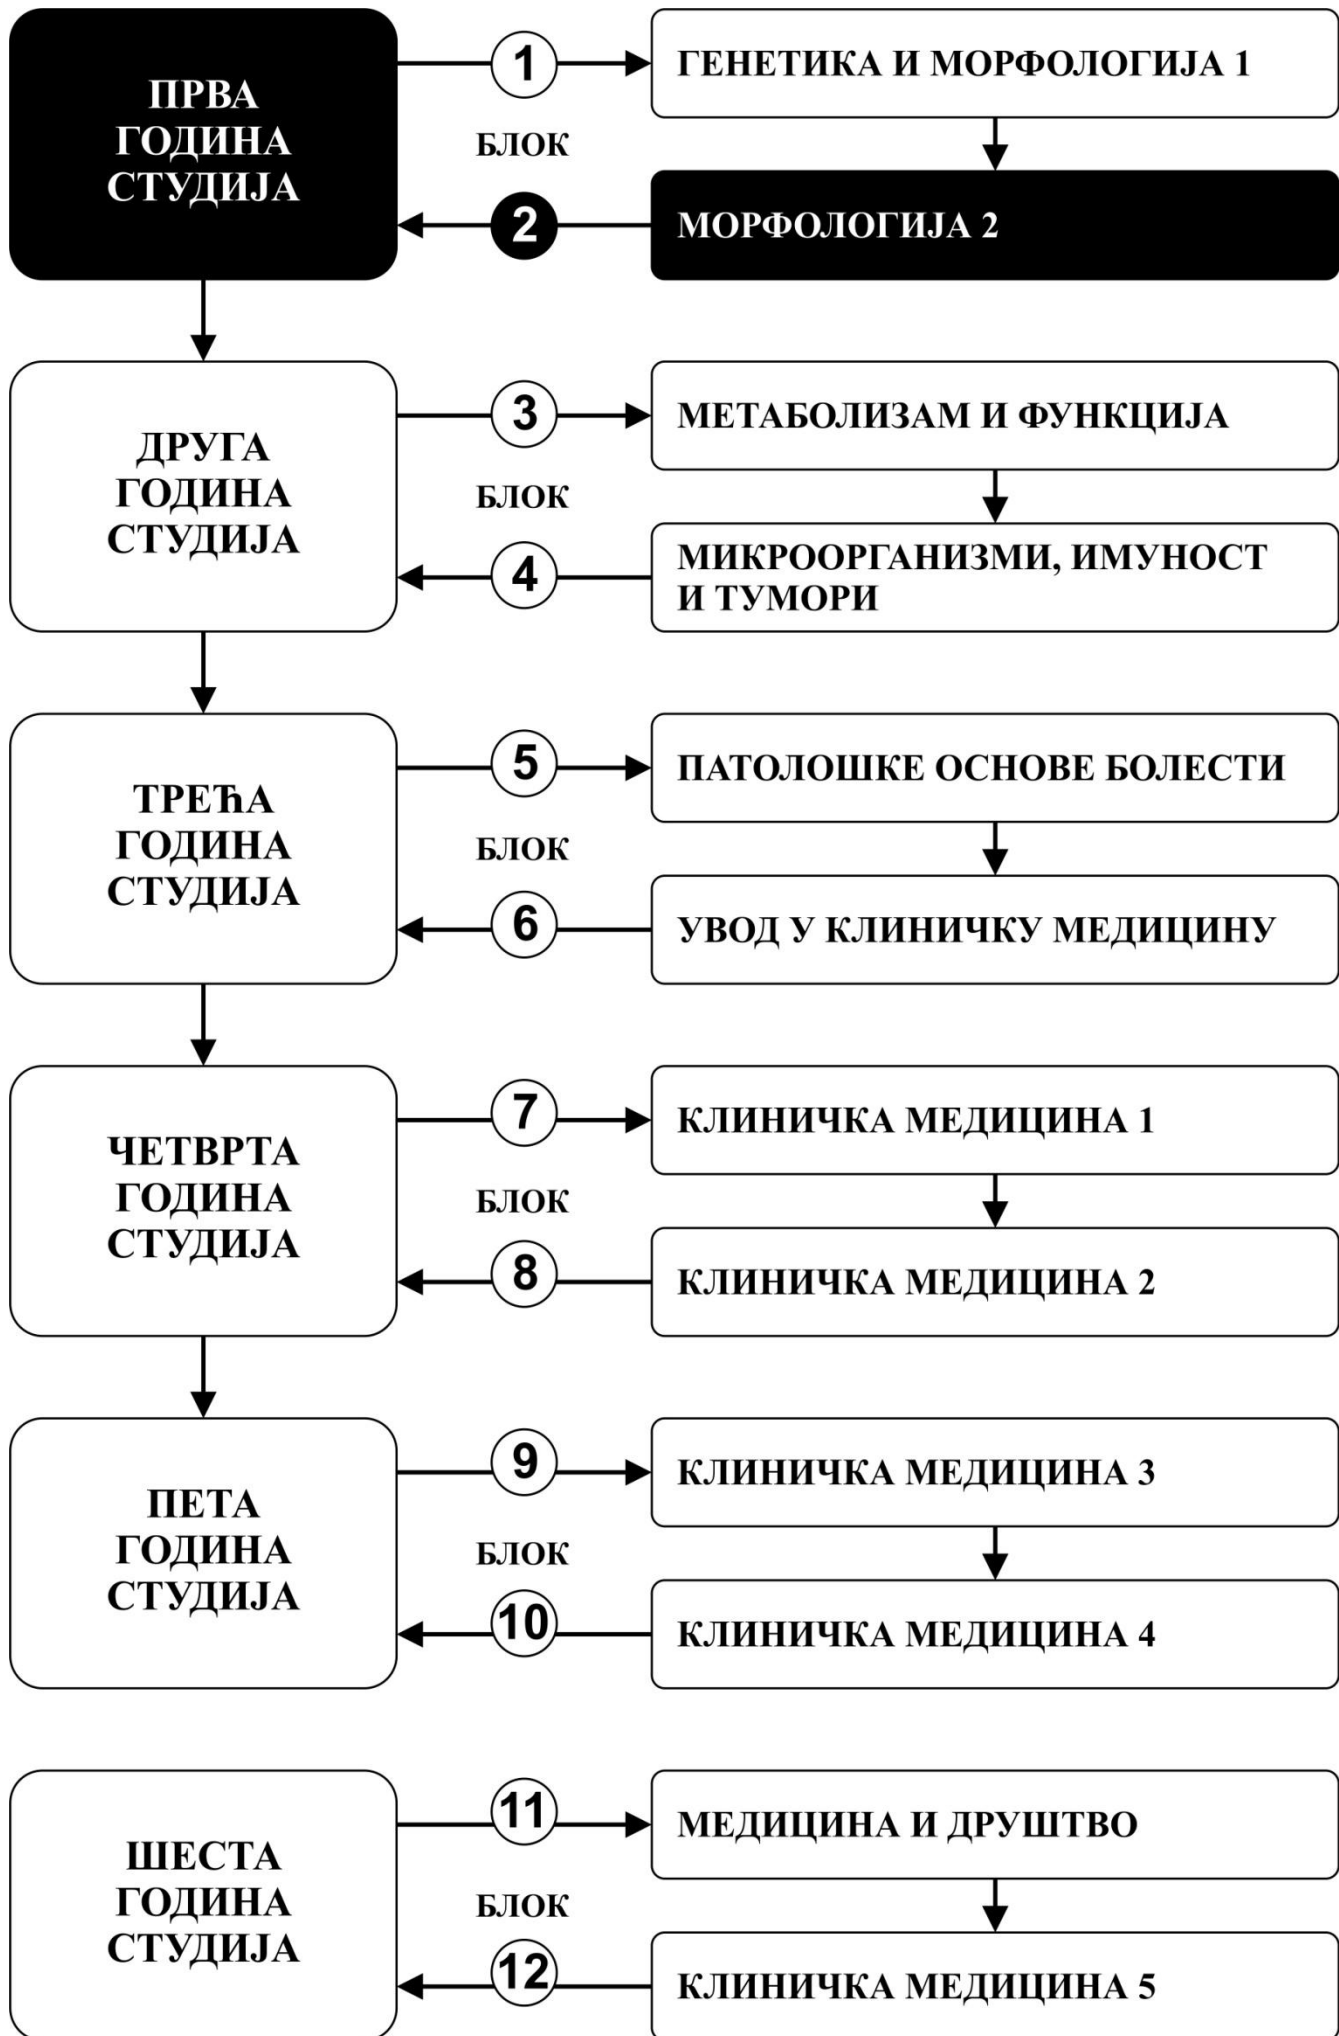 ПРВА
ГОДИНА
СТУДИЈА
1
БЛОК
2
ГЕНЕТИКА И МОРФОЛОГИЈА 1
МОРФОЛОГИЈА 2
ДРУГА
ГОДИНА
СТУДИЈА
3
БЛОК
4
МЕТАБОЛИЗАМ И ФУНКЦИЈА
МИКРООРГАНИЗМИ, ИМУНОСТ
И ТУМОРИ
ТРЕЋА
ГОДИНА
СТУДИЈА
5
БЛОК
6
ПАТОЛОШКЕ ОСНОВЕ БОЛЕСТИ
УВОД У КЛИНИЧКУ МЕДИЦИНУ
ЧЕТВРТА
ГОДИНА
СТУДИЈА
7
БЛОК
8
КЛИНИЧКА МЕДИЦИНА 1
КЛИНИЧКА МЕДИЦИНА 2
ПЕТА
ГОДИНА
СТУДИЈА
9
БЛОК
10
КЛИНИЧКА МЕДИЦИНА 3
КЛИНИЧКА МЕДИЦИНА 4
ШЕСТА
ГОДИНА
СТУДИЈА
11
БЛОК
12
МЕДИЦИНА И ДРУШТВО
КЛИНИЧКА МЕДИЦИНА 5